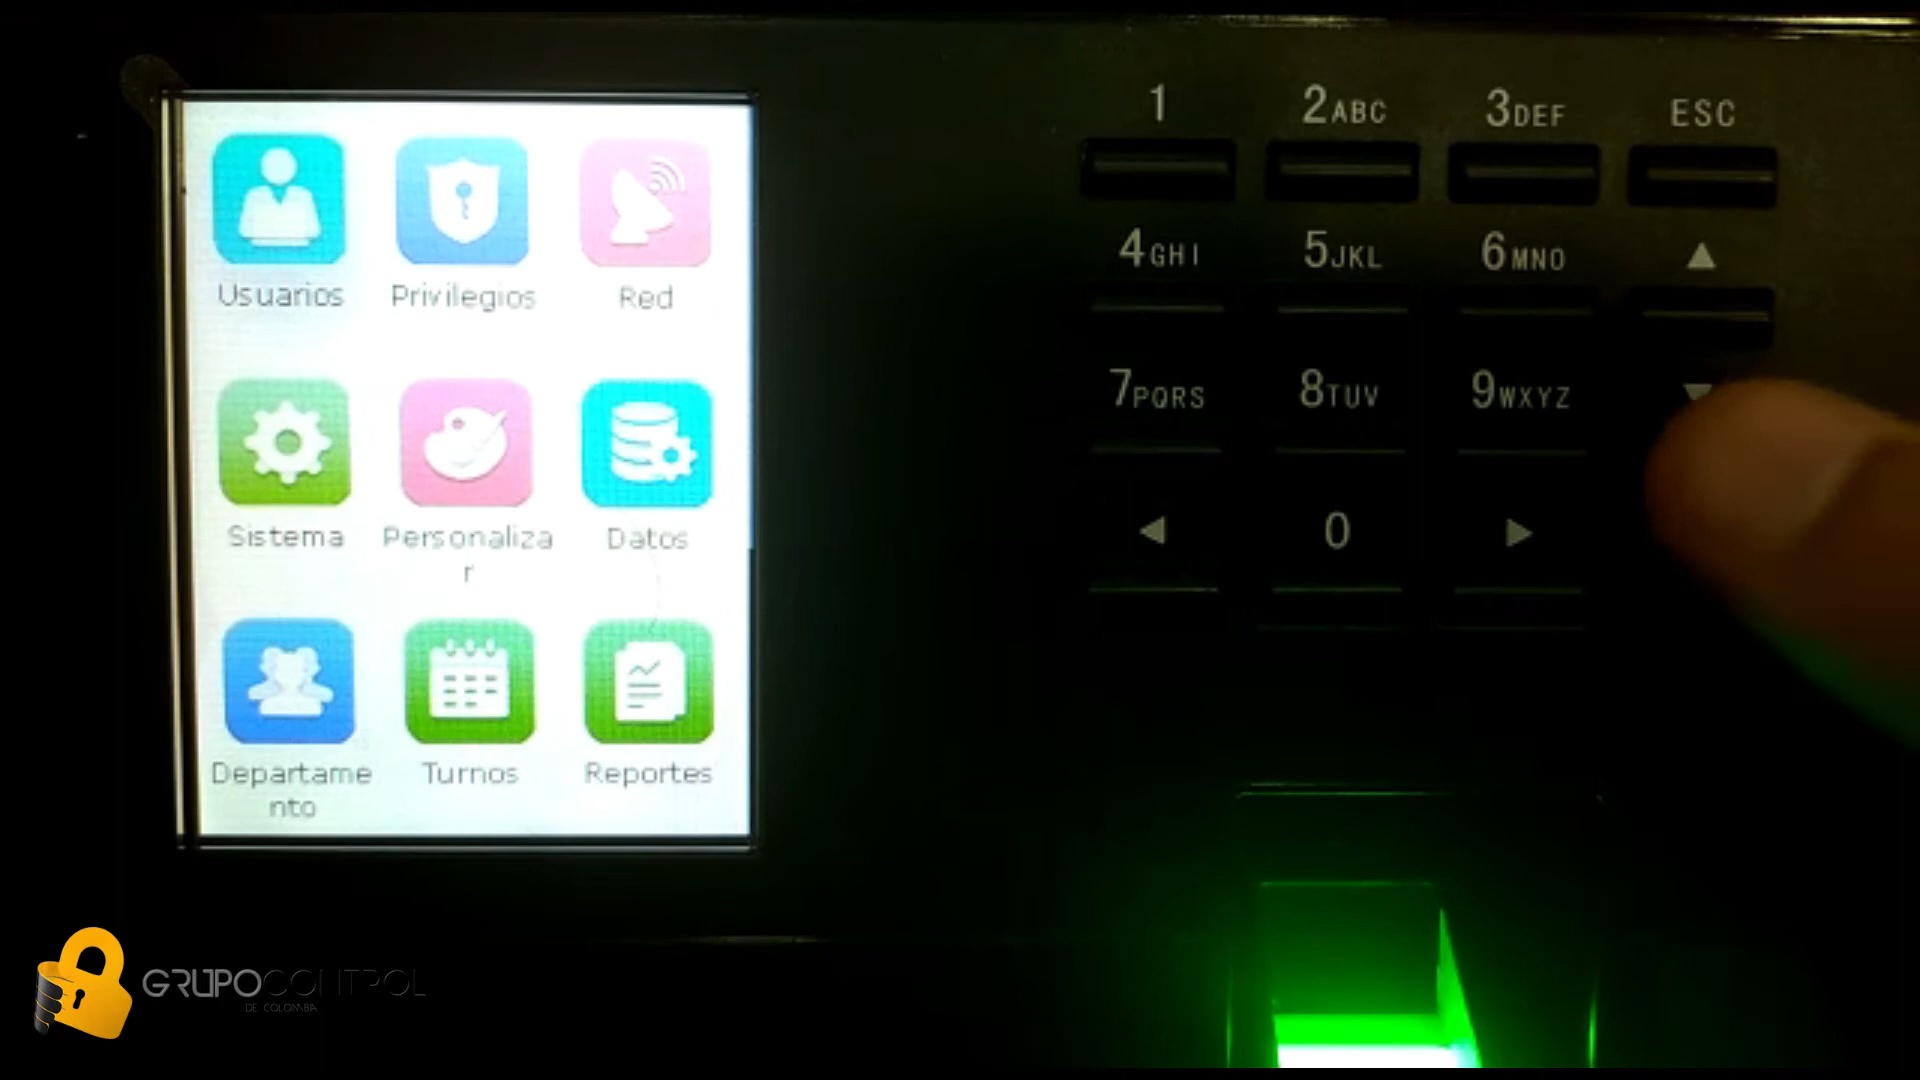 Usuarios Privilegios Red
Sistema Personaliza
r Datos
Departame
nto Turnos Reportes
1 2ABC 3DEF ESC
4GHI 5JKL 6MNO
7PQRS 8TUV 9WXYZ
0
GRUPOCONTROL
DE COLOMBIA